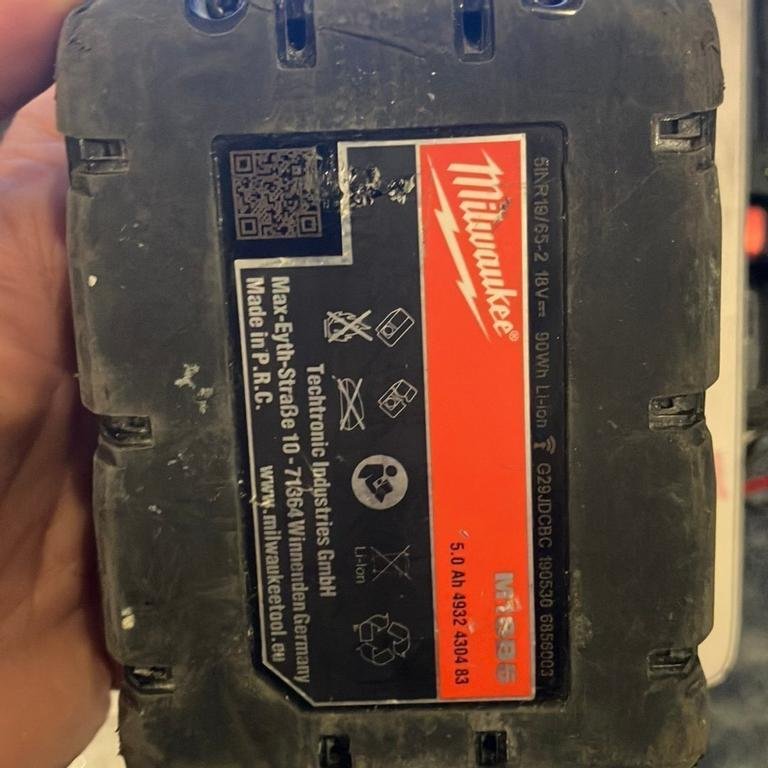 5INR19/65-2 18V 90Wh Li-Ion G29JDCBC 190530 6856003
Milwaukee®
M18B5
5.0 Ah 4932 4304 83
Li-Ion
Techtronic Industries GmbH
Max-Eyth-Straße 10 - 71364 Winnenden Germany
Made in P.R.C. www.milwaukeetool.eu